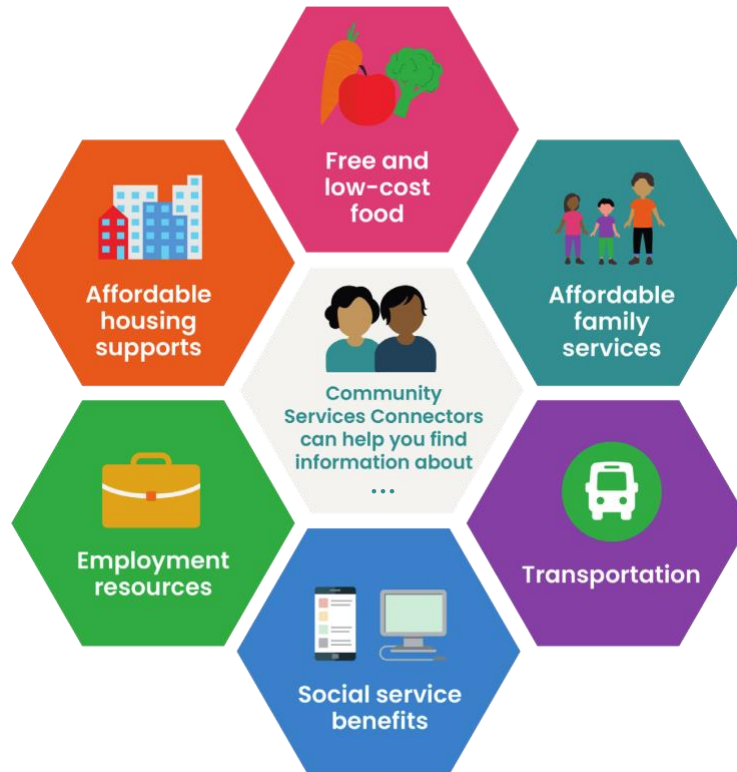 Free and
low-cost
food
Affordable
housing
supports
Affordable
family
services
Community
Services Connectors
can help you find
information about
...
Employment
resources
Transportation
Social service
benefits